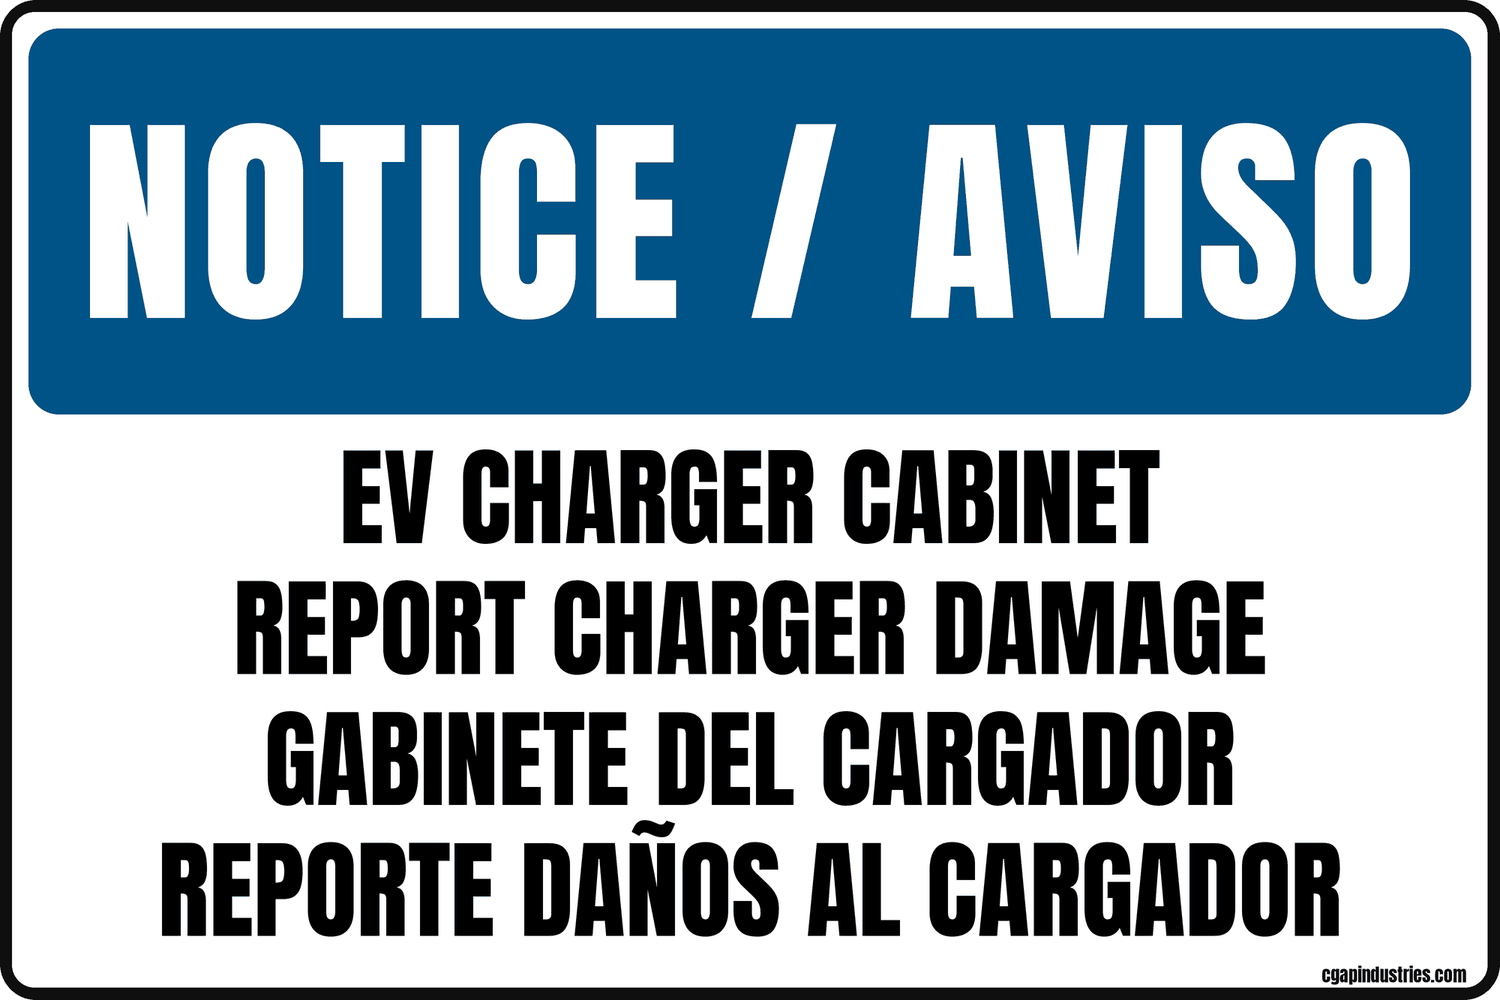 NOTICE / AVISO
EV CHARGER CABINET
REPORT CHARGER DAMAGE
GABINETE DEL CARGADOR
REPORTE DAÑOS AL CARGADOR
cgapindustries.com